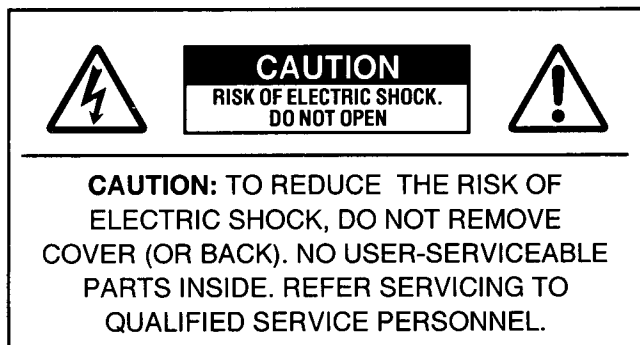 CAUTION
RISK OF ELECTRIC SHOCK.
DO NOT OPEN
CAUTION: TO REDUCE THE RISK OF
ELECTRIC SHOCK, DO NOT REMOVE
COVER (OR BACK). NO USER-SERVICEABLE
PARTS INSIDE. REFER SERVICING TO
QUALIFIED SERVICE PERSONNEL.